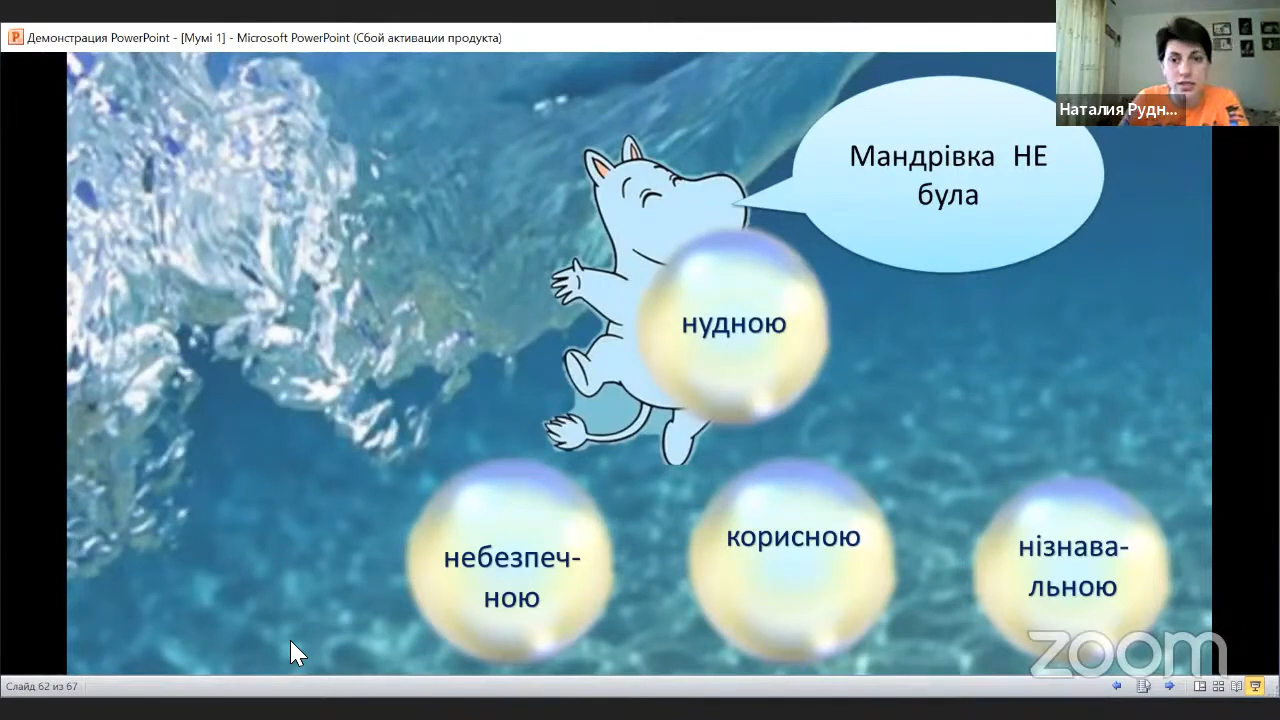 Демонстрация PowerPoint - [Мумі 1] - Microsoft PowerPoint (Сбой активации продукта)
Наталия Рудн...
Мандрівка НЕ
була
нудною
небезпеч-
ною
корисною
нізнава-
льною
zoom
Слайд 62 из 67